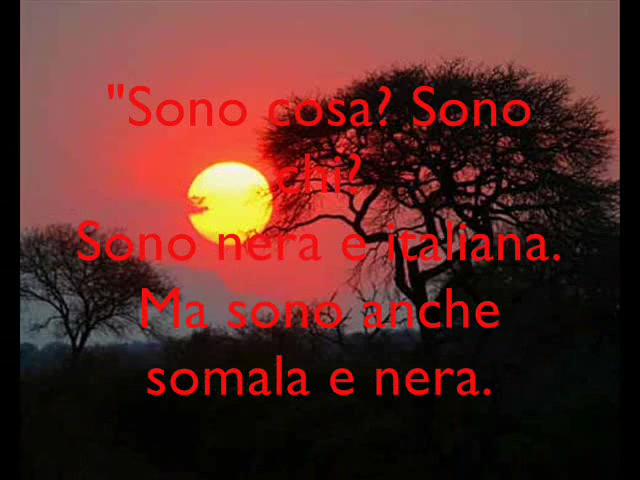 "Sono cosa? Sono
chi?
Sono nera e italiana.
Ma sono anche
somala e nera.